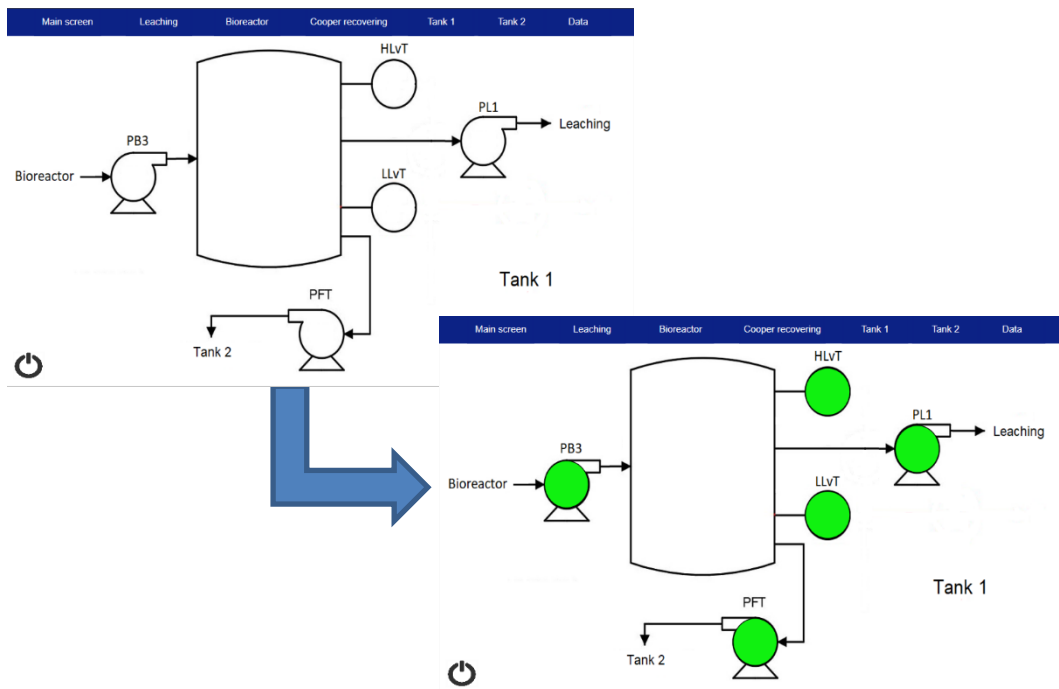 Main screen Leaching Bioreactor Cooper recovering Tank 1 Tank 2 Data
HLvT
PL1
Leaching
PB3
Bioreactor
LLvT
Tank 1
PFT
Tank 2
Main screen Leaching Bioreactor Cooper recovering Tank 1 Tank 2 Data
HLvT
PL1
Leaching
PB3
Bioreactor
LLvT
Tank 1
PFT
Tank 2